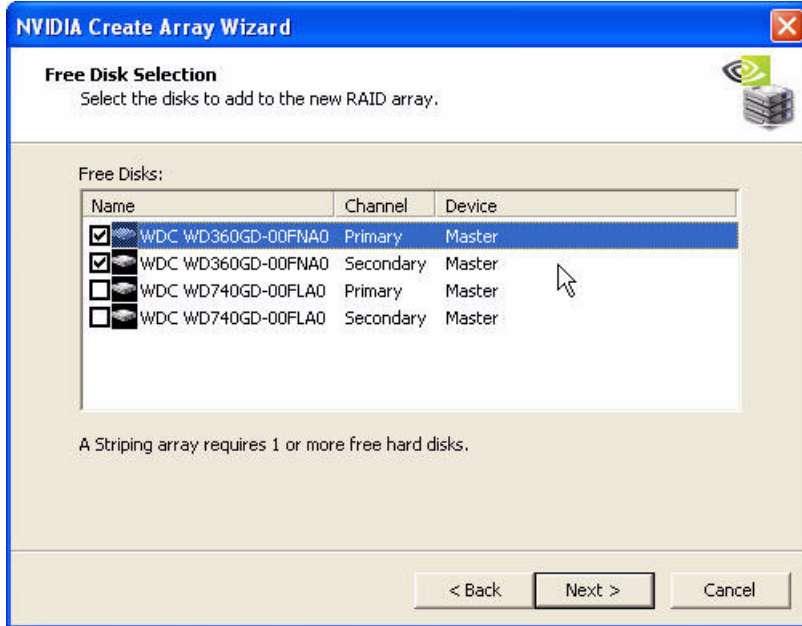 NVIDIA Create Array Wizard
Free Disk Selection
Select the disks to add to the new RAID array.
Free Disks:
Name Channel Device
WDC WD360GD-00FNA0 Primary Master
WDC WD360GD-00FNA0 Secondary Master
WDC WD740GD-00FLA0 Primary Master
WDC WD740GD-00FLA0 Secondary Master
A Striping array requires 1 or more free hard disks.
< Back Next > Cancel